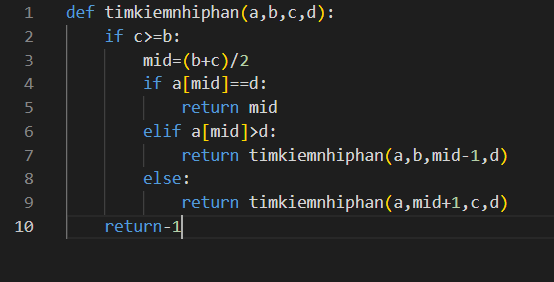 1 def timkiemnhiphan(a,b,c,d):
2     if c>=b:
3         mid=(b+c)/2
4         if a[mid]==d:
5             return mid
6         elif a[mid]>d:
7             return timkiemnhiphan(a,b,mid-1,d)
8         else:
9             return timkiemnhiphan(a,mid+1,c,d)
10     return-1